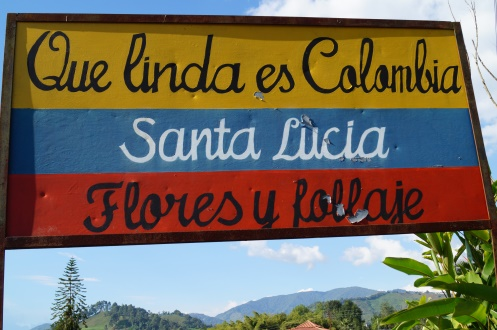 Que linda es Colombia
Santa Lucia
Flores y follaje